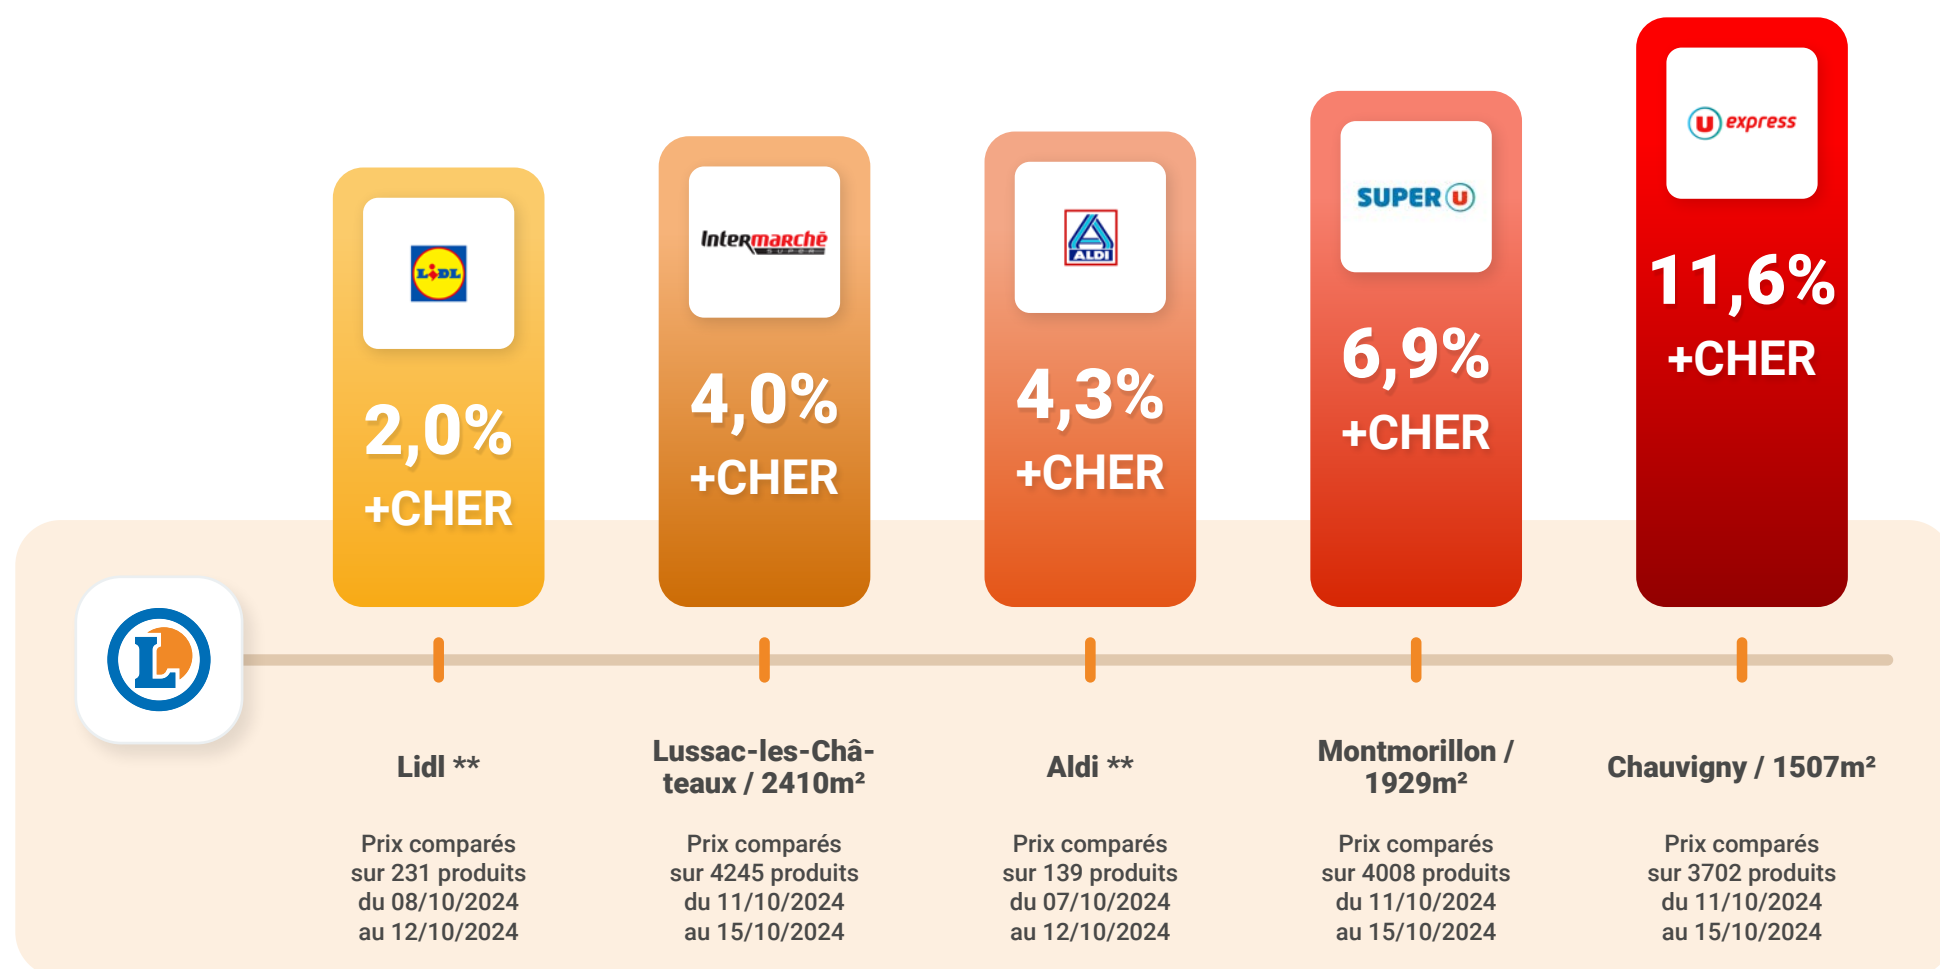 LiDL
2,0%
+CHER
InteRmaRchē
SUPER
4,0%
+CHER
ALDI
4,3%
+CHER
SUPER U
6,9%
+CHER
U express
11,6%
+CHER
L
Lidl **
Prix comparés
sur 231 produits
du 08/10/2024
au 12/10/2024
Lussac-les-Châ-
teaux / 2410m²
Prix comparés
sur 4245 produits
du 11/10/2024
au 15/10/2024
Aldi **
Prix comparés
sur 139 produits
du 07/10/2024
au 12/10/2024
Montmorillon /
1929m²
Prix comparés
sur 4008 produits
du 11/10/2024
au 15/10/2024
Chauvigny / 1507m²
Prix comparés
sur 3702 produits
du 11/10/2024
au 15/10/2024